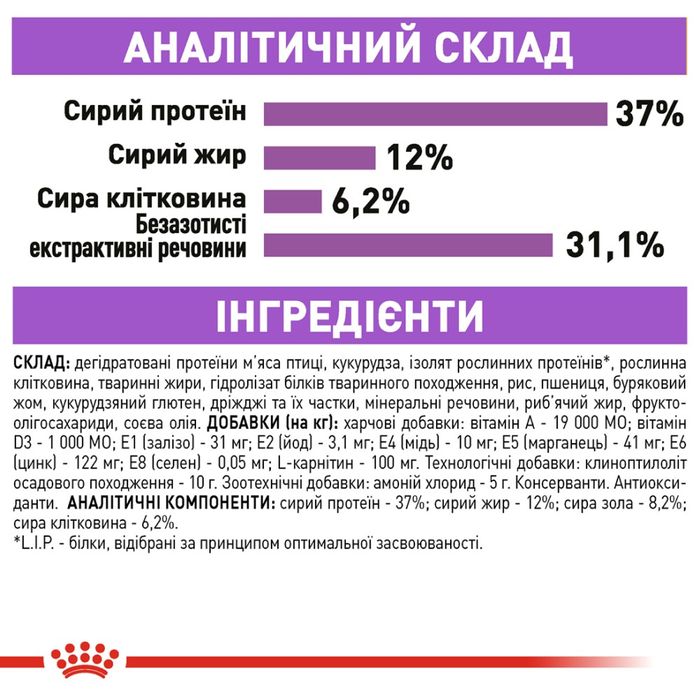 АНАЛІТИЧНИЙ СКЛАД
Сирий протеїн 37%
Сирий жир 12%
Сира клітковина 6,2%
Безазотисті
екстрактивні речовини 31,1%
ІНГРЕДІЄНТИ
СКЛАД: дегідратовані протеїни м'яса птиці, кукурудза, ізолят рослинних протеїнів*, рослинна
клітковина, тваринні жири, гідролізат білків тваринного походження, рис, пшениця, буряковий
жом, кукурудзяний глютен, дріжджі та їх частки, мінеральні речовини, риб'ячий жир, фрукто-
олігосахариди, соєва олія. ДОБАВКИ (на кг): харчові добавки: вітамін А - 19 000 МО; вітамін
D3 - 1 000 МО; Е1 (залізо) - 31 мг; Е2 (йод) - 3,1 мг; Е4 (мідь) - 10 мг; Е5 (марганець) - 41 мг; Е6
(цинк) - 122 мг; Е8 (селен) - 0,05 мг; L-карнітин - 100 мг. Технологічні добавки: клиноптилоліт
осадового походження - 10 г. Зоотехнічні добавки: амоній хлорид - 5 г. Консерванти. Антиокси-
данти. АНАЛІТИЧНІ КОМПОНЕНТИ: сирий протеїн - 37%; сирий жир - 12%; сира зола - 8,2%;
сира клітковина - 6,2%.
*L.I.P. - білки, відібрані за принципом оптимальної засвоюваності.